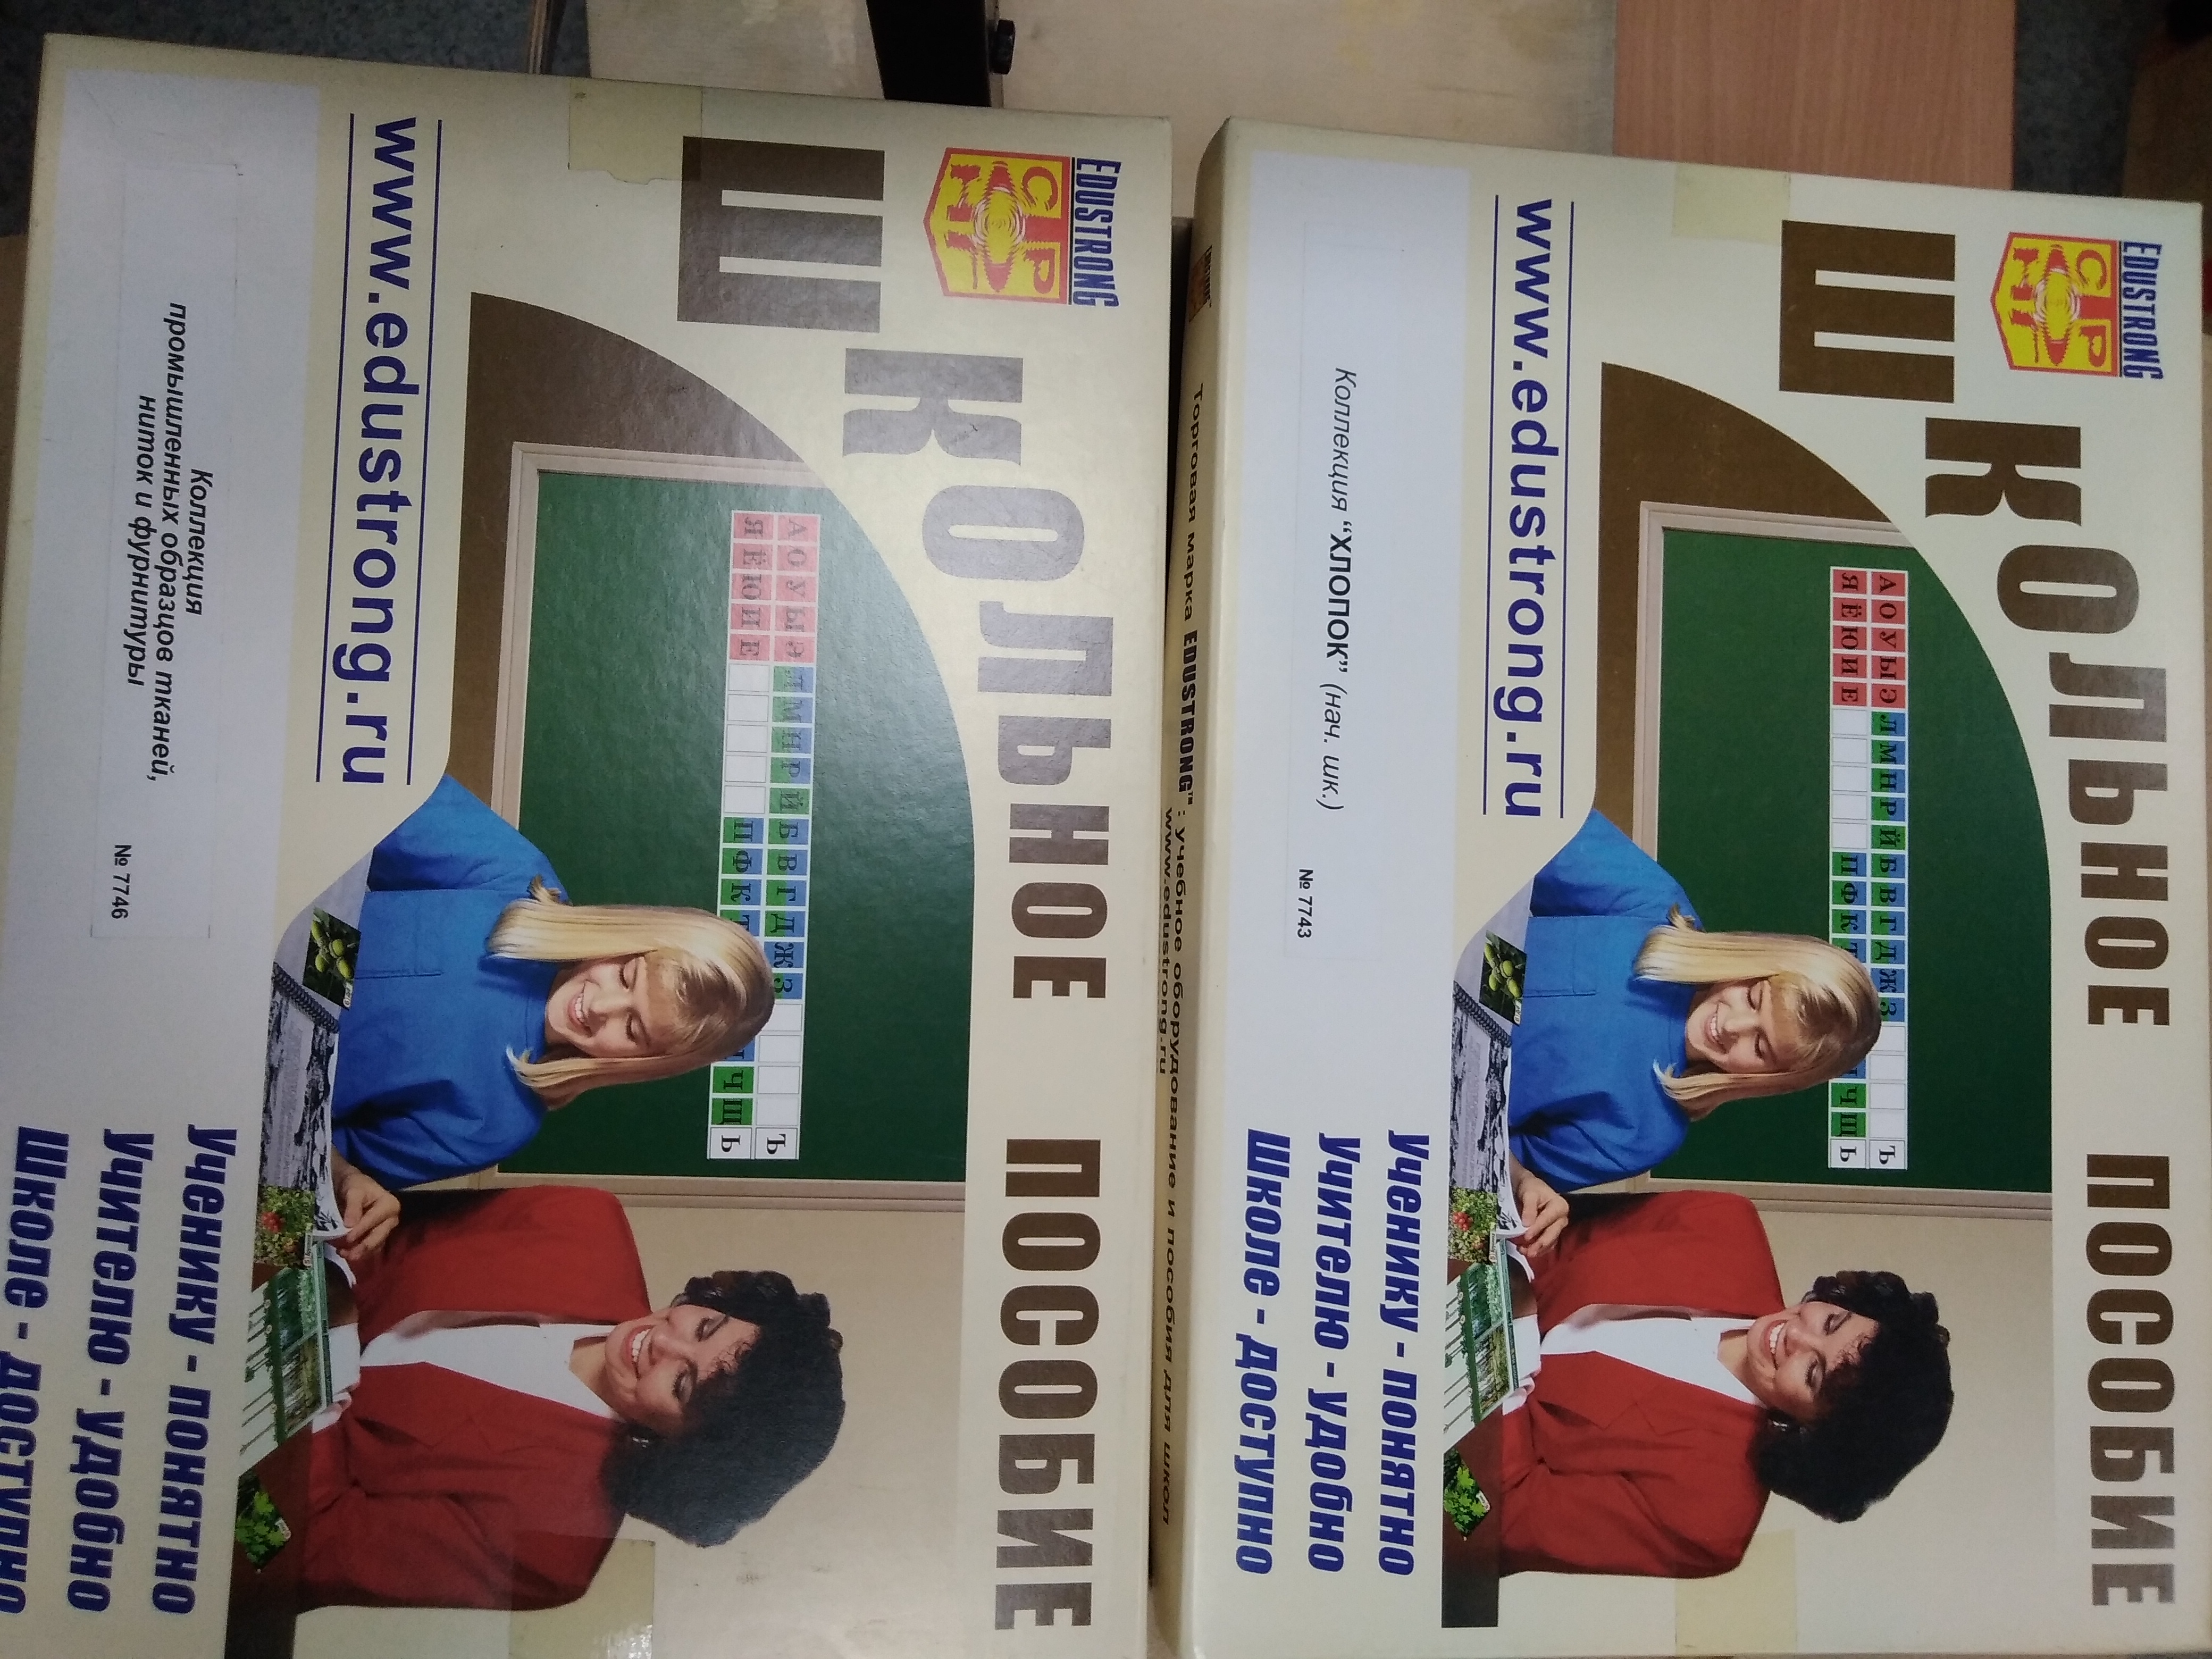 EDUSTRONG
ШКОЛЬНОЕ ПОСОБИЕ
А О У Ы Э Л М Н Р Й Б В Г Д Ж З Ъ
Я Ё Ю И Е П Ф К Т Ч Щ Ь
www.edustrong.ru
Ученику - понятно
Учителю - удобно
Школе - доступно
Коллекция "ХЛОПОК" (нач. шк.)
№ 7743
Торговая марка EDUSTRONG" : учебное оборудование и пособия для школ
www.edustrong.ru
EDUSTRONG
ШКОЛЬНОЕ ПОСОБИЕ
А О У Ы Э Л М Н Р Й Б В Г Д Ж З Ъ
Я Ё Ю И Е П Ф К Т Ч Щ Ь
www.edustrong.ru
Ученику - понятно
Учителю - удобно
Школе - доступно
Коллекция
промышленных образцов тканей,
ниток и фурнитуры
№ 7746